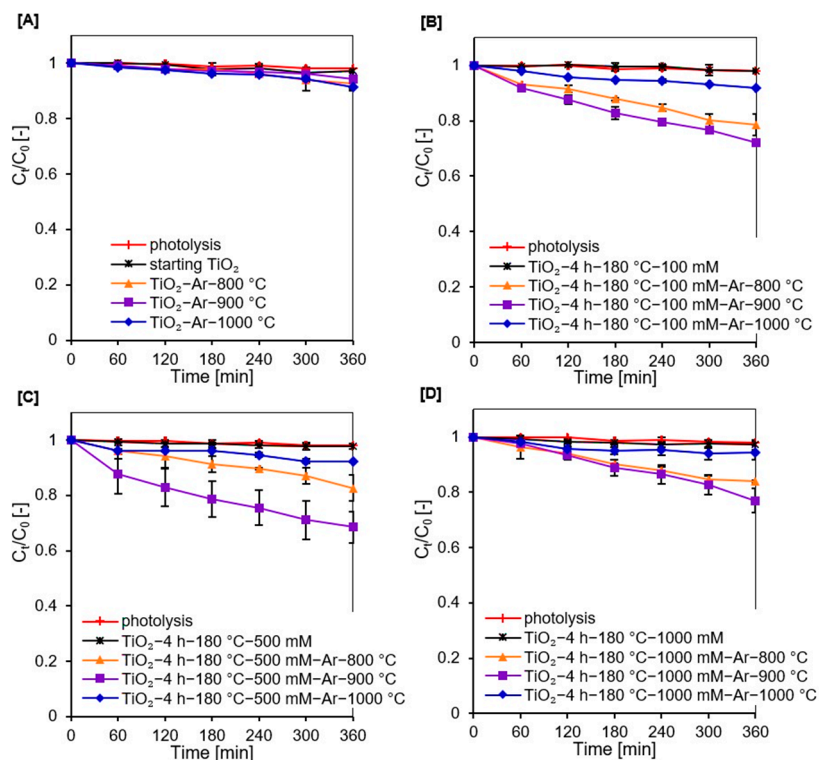 [A]
Cₜ/C₀ [-]
1
0.8
0.6
0.4
0.2
0
photolysis
starting TiO₂
TiO₂−Ar−800 °C
TiO₂−Ar−900 °C
TiO₂−Ar−1000 °C
0 60 120 180 240 300 360
Time [min]
[B]
Cₜ/C₀ [-]
1
0.8
0.6
0.4
0.2
0
photolysis
TiO₂−4 h−180 °C−100 mM
TiO₂−4 h−180 °C−100 mM−Ar−800 °C
TiO₂−4 h−180 °C−100 mM−Ar−900 °C
TiO₂−4 h−180 °C−100 mM−Ar−1000 °C
0 60 120 180 240 300 360
Time [min]
[C]
Cₜ/C₀ [-]
1
0.8
0.6
0.4
0.2
0
photolysis
TiO₂−4 h−180 °C−500 mM
TiO₂−4 h−180 °C−500 mM−Ar−800 °C
TiO₂−4 h−180 °C−500 mM−Ar−900 °C
TiO₂−4 h−180 °C−500 mM−Ar−1000 °C
0 60 120 180 240 300 360
Time [min]
[D]
Cₜ/C₀ [-]
1
0.8
0.6
0.4
0.2
0
photolysis
TiO₂−4 h−180 °C−1000 mM
TiO₂−4 h−180 °C−1000 mM−Ar−800 °C
TiO₂−4 h−180 °C−1000 mM−Ar−900 °C
TiO₂−4 h−180 °C−1000 mM−Ar−1000 °C
0 60 120 180 240 300 360
Time [min]